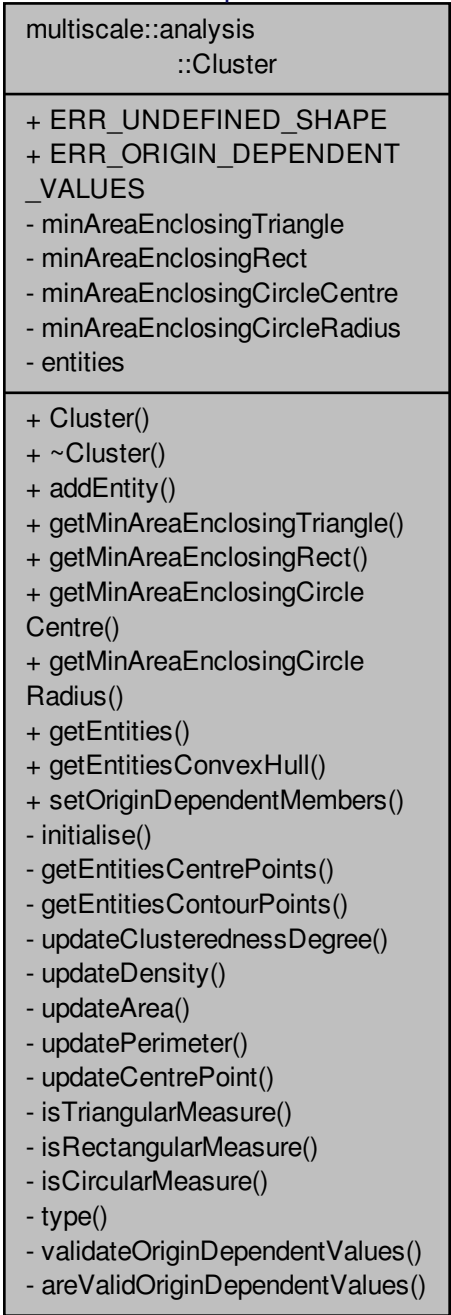 multiscale::analysis
::Cluster
+ ERR_UNDEFINED_SHAPE
+ ERR_ORIGIN_DEPENDENT
_VALUES
- minAreaEnclosingTriangle
- minAreaEnclosingRect
- minAreaEnclosingCircleCentre
- minAreaEnclosingCircleRadius
- entities
+ Cluster()
+ ~Cluster()
+ addEntity()
+ getMinAreaEnclosingTriangle()
+ getMinAreaEnclosingRect()
+ getMinAreaEnclosingCircle
Centre()
+ getMinAreaEnclosingCircle
Radius()
+ getEntities()
+ getEntitiesConvexHull()
+ setOriginDependentMembers()
- initialise()
- getEntitiesCentrePoints()
- getEntitiesContourPoints()
- updateClusterednessDegree()
- updateDensity()
- updateArea()
- updatePerimeter()
- updateCentrePoint()
- isTriangularMeasure()
- isRectangularMeasure()
- isCircularMeasure()
- type()
- validateOriginDependentValues()
- areValidOriginDependentValues()